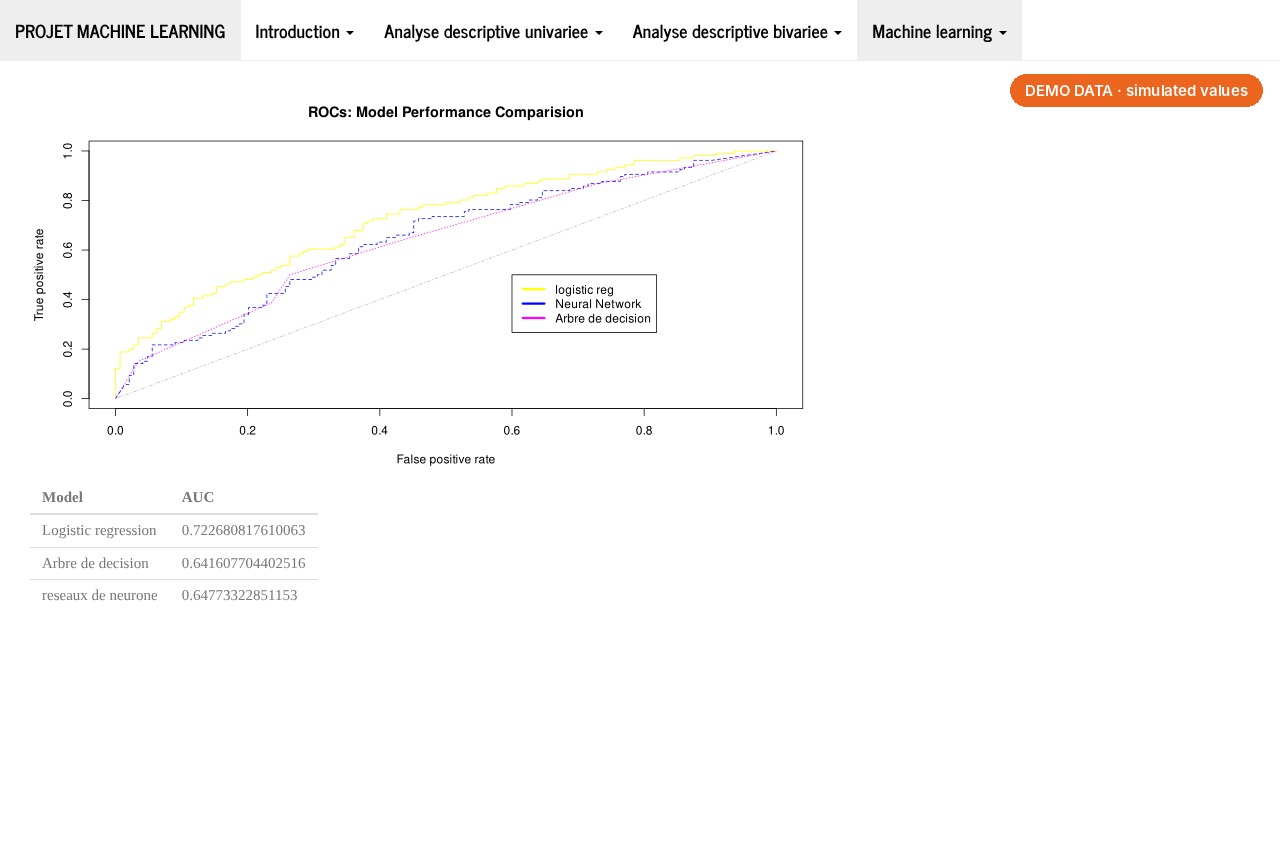 PROJET MACHINE LEARNING Introduction Analyse descriptive univariee Analyse descriptive bivariee Machine learning
DEMO DATA · simulated values
ROCs: Model Performance Comparision
True positive rate
1.0
0.8
0.6
0.4
0.2
0.0
logistic reg
Neural Network
Arbre de decision
0.0 0.2 0.4 0.6 0.8 1.0
False positive rate
Model AUC
Logistic regression 0.722680817610063
Arbre de decision 0.641607704402516
reseaux de neurone 0.64773322851153